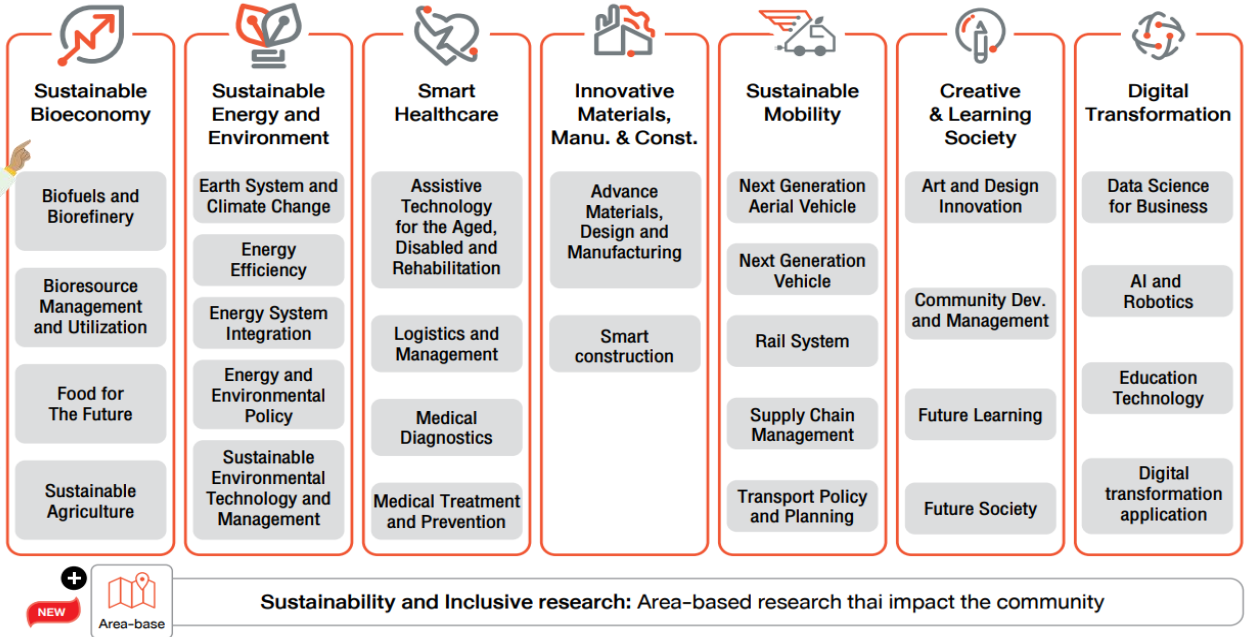 Sustainable
Bioeconomy
Biofuels and
Biorefinery
Bioresource
Management
and Utilization
Food for
The Future
Sustainable
Agriculture
Sustainable
Energy and
Environment
Earth System and
Climate Change
Energy
Efficiency
Energy System
Integration
Energy and
Environmental
Policy
Sustainable
Environmental
Technology and
Management
Smart
Healthcare
Assistive
Technology
for the Aged,
Disabled and
Rehabilitation
Logistics and
Management
Medical
Diagnostics
Medical Treatment
and Prevention
Innovative
Materials,
Manu. & Const.
Advance
Materials,
Design and
Manufacturing
Smart
construction
Sustainable
Mobility
Next Generation
Aerial Vehicle
Next Generation
Vehicle
Rail System
Supply Chain
Management
Transport Policy
and Planning
Creative
& Learning
Society
Art and Design
Innovation
Community Dev.
and Management
Future Learning
Future Society
Digital
Transformation
Data Science
for Business
AI and
Robotics
Education
Technology
Digital
transformation
application
NEW
Area-base
Sustainability and Inclusive research: Area-based research thai impact the community